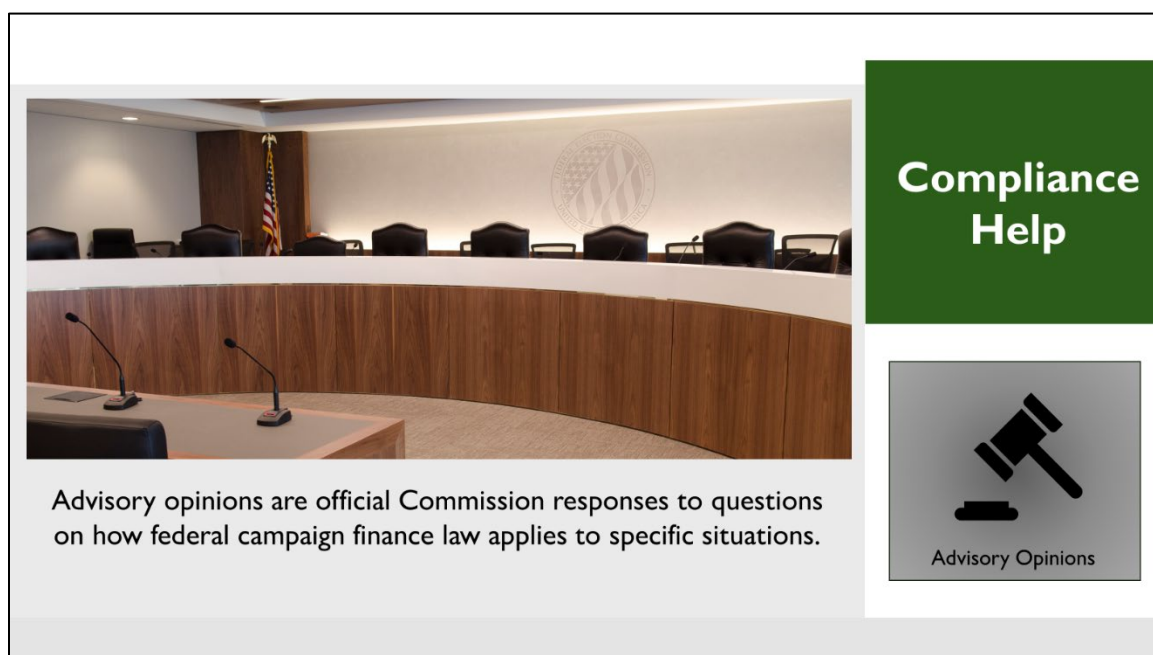 Compliance
Help
Advisory opinions are official Commission responses to questions
on how federal campaign finance law applies to specific situations.
Advisory Opinions